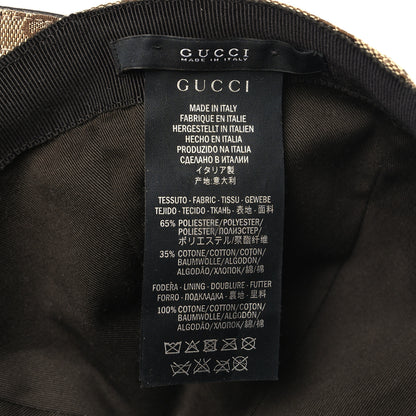 GUCCI
MADE IN ITALY
GUCCI
MADE IN ITALY
FABRIQUE EN ITALIE
HERGESTELLT IN ITALIEN
HECHO EN ITALIA
PRODUZIDO NA ITALIA
СДЕЛАНО В ИТАЛИИ
イタリア製
产地:意大利
TESSUTO - FABRIC - TISSU - GEWEBE
TEJIDO - TECIDO - ТКАНЬ - 表地 - 面料
65% POLIESTERE/POLYESTER/
POLYESTER/ПОЛИЭСТЕР/
ポリエステル/聚酯纤维
35% COTONE/COTTON/COTON/
BAUMWOLLE/ALGODON/
ALGODÃO/ХЛОПОК/綿/棉
FODERA - LINING - DOUBLURE - FUTTER
FORRO - ПОДКЛАДКА - 裏地 - 里料
100% COTONE/COTTON/COTON/
BAUMWOLLE/ALGODON/
ALGODÃO/ХЛОПОК/綿/棉